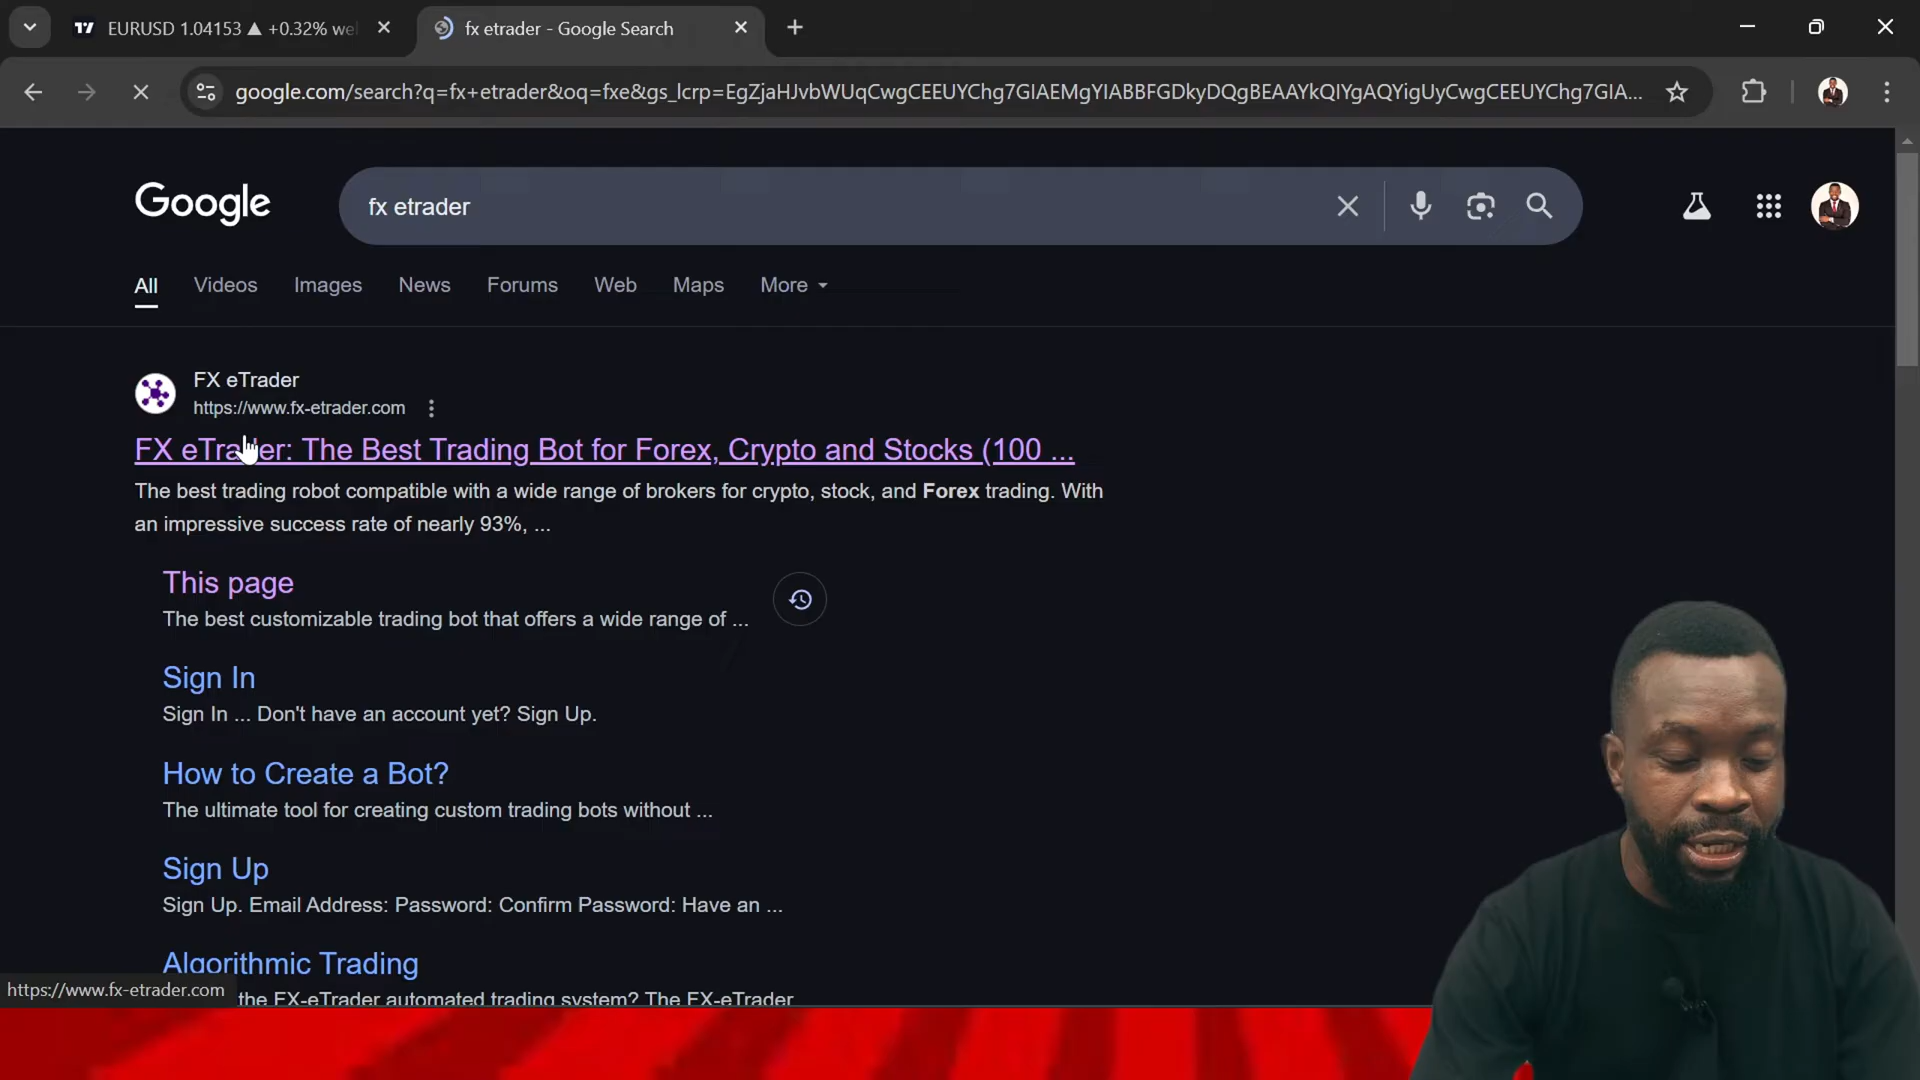 EURUSD 1.04153 ▲ +0.32% we
fx etrader - Google Search
google.com/search?q=fx+etrader&oq=fxe&gs_lcrp=EgZjaHJvbWUqCwgCEEUYChg7GIAEMgYIABBFGDkyDQgBEAAYkQIYgAQYigUyCwgCEEUYChg7GIA...
Google
fx etrader
All Videos Images News Forums Web Maps More
FX eTrader
https://www.fx-etrader.com
FX eTrader: The Best Trading Bot for Forex, Crypto and Stocks (100 ...
The best trading robot compatible with a wide range of brokers for crypto, stock, and Forex trading. With
an impressive success rate of nearly 93%, ...
This page
The best customizable trading bot that offers a wide range of ...
Sign In
Sign In ... Don't have an account yet? Sign Up.
How to Create a Bot?
The ultimate tool for creating custom trading bots without ...
Sign Up
Sign Up. Email Address: Password: Confirm Password: Have an ...
Algorithmic Trading
https://www.fx-etrader.com
the FX-eTrader automated trading system? The FX-eTrader